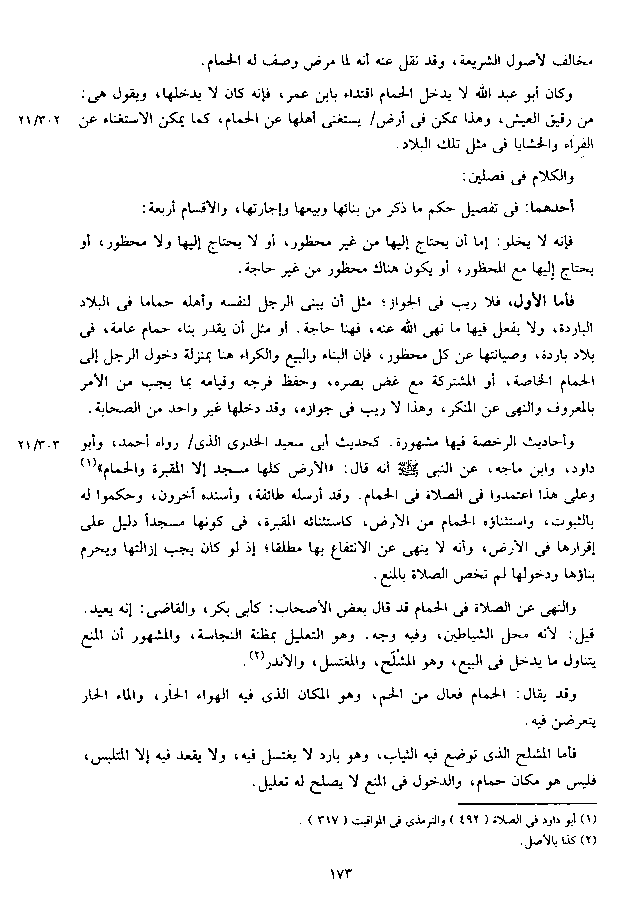 مخالف لأصول الشريعة، وقد نقل عنه أنه لما مرض وصف له الحمام.
وكان أبو عبد الله لا يدخل الحمام اقتداء بابن عمر، فإنه كان لا يدخلها، ويقول هى:
من رقيق العيش، وهذا يمكن فى أرض/ يستغنى أهلها عن الحمام، كما يمكن الاستغناء عن ٢١/٣٠٢
الفراء والحشايا فى مثل تلك البلاد.
والكلام فى فصلين:
أحدهما: فى تفصيل حكم ما ذكر من بنائها وبيعها وإجارتها، والأقسام أربعة:
فإنه لا يخلو: إما أن يحتاج إليها من غير محظور، أو لا يحتاج إليها ولا محظور، أو
يحتاج إليها مع المحظور، أو يكون هناك محظور من غير حاجة.
فأما الأول، فلا ريب فى الجواز؛ مثل أن يبنى الرجل لنفسه وأهله حماما فى البلاد
الباردة، ولا يفعل فيها ما نهى الله عنه، فهنا حاجة. أو مثل أن يقدر بناء حمام عامة، فى
بلاد باردة، وصيانتها عن كل محظور، فإن البناء والبيع والكراء هنا بمنزلة دخول الرجل إلى
الحمام الخاصة، أو المشتركة مع غض بصره، وحفظ فرجه وقيامه بما يجب من الأمر
بالمعروف والنهى عن المنكر، وهذا لا ريب فى جوازه، وقد دخلها غير واحد من الصحابة.
وأحاديث الرخصة فيها مشهورة. كحديث أبى سعيد الخدرى الذى/ رواه أحمد، وأبو ٢١/٣٠٣
داود، وابن ماجه، عن النبى ﷺ أنه قال: «الأرض كلها مسجد إلا المقبرة والحمام»(١)
وعلى هذا اعتمدوا فى الصلاة فى الحمام. وقد أرسله طائفة، وأسنده آخرون، وحكموا له
بالثبوت، واستثناؤه الحمام من الأرض، كاستثنائه المقبرة، فى كونها مسجداً دليل على
إقرارها فى الأرض، وأنه لا ينهى عن الانتفاع بها مطلقا؛ إذ لو كان يجب إزالتها ويحرم
بناؤها ودخولها لم تخص الصلاة بالمنع.
والنهى عن الصلاة فى الحمام قد قال بعض الأصحاب: كأبى بكر، والقاضى: إنه يعيد.
قيل: لأنه محل الشياطين، وفيه وجه. وهو التعليل بمظنة النجاسة، والمشهور أن المنع
يتناول ما يدخل فى البيع، وهو المشْلَح، والمغتسل، والأندر(٢).
وقد يقال: الحمام فعال من الحم، وهو المكان الذى فيه الهواء الحار، والماء الحار
يتعرضن فيه.
فأما المشلح الذى توضع فيه الثياب، وهو بارد لا يغتسل فيه، ولا يقعد فيه إلا المتلبس،
فليس هو مكان حمام، والدخول فى المنع لا يصلح له تعليل.
(١) أبو داود فى الصلاة ( ٤٩٢ ) والترمذى فى المواقيت ( ٣١٧ ) .
(٢) كذا بالأصل.
١٧٣